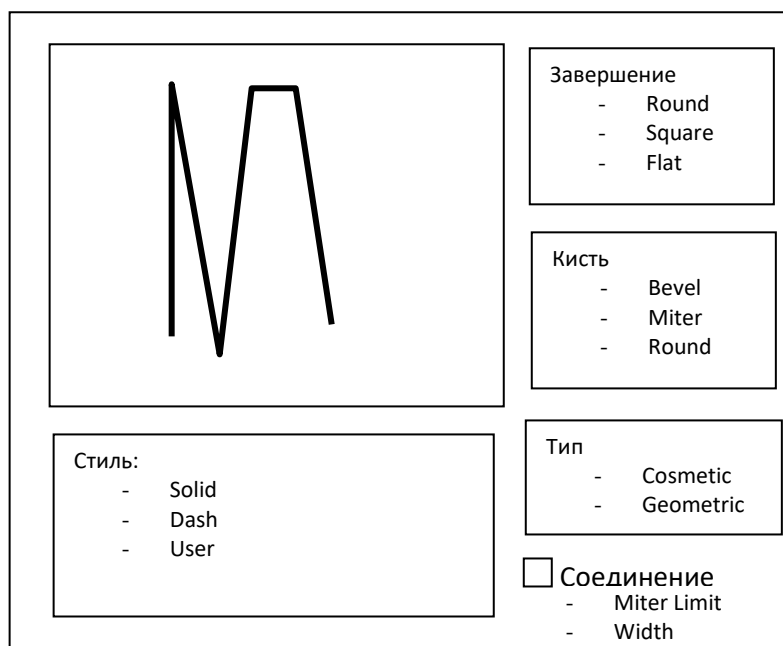 Завершение
- Round
- Square
- Flat
Кисть
- Bevel
- Miter
- Round
Стиль:
- Solid
- Dash
- User
Тип
- Cosmetic
- Geometric
Соединение
- Miter Limit
- Width